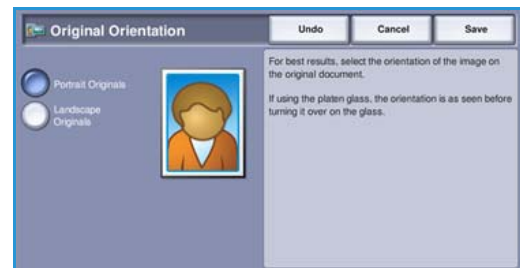 Original Orientation
Undo
Cancel
Save
Portrait Originals
Landscape
Originals
For best results, select the orientation of the image on
the original document.
If using the platen glass, the orientation is as seen before
turning it over on the glass.